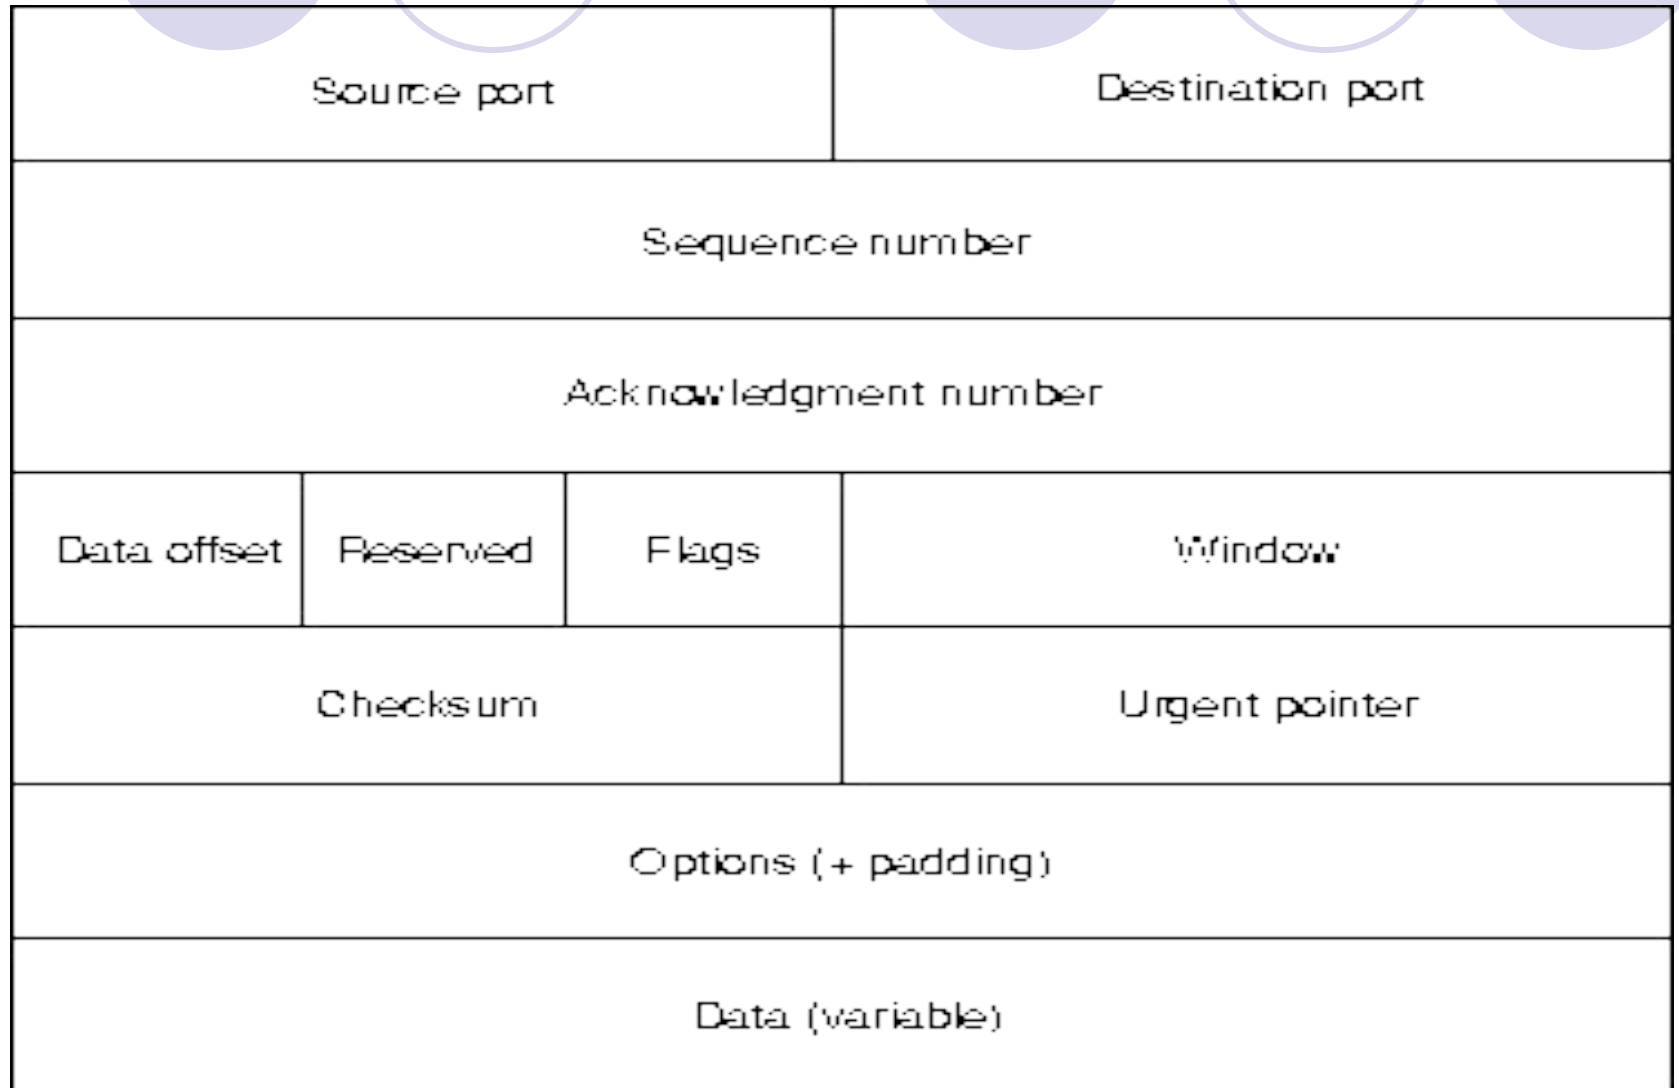 Source port Destination port
Sequence number
Acknowledgment number
Data offset Reserved Flags Window
Checksum Urgent pointer
Options (+ padding)
Data (variable)